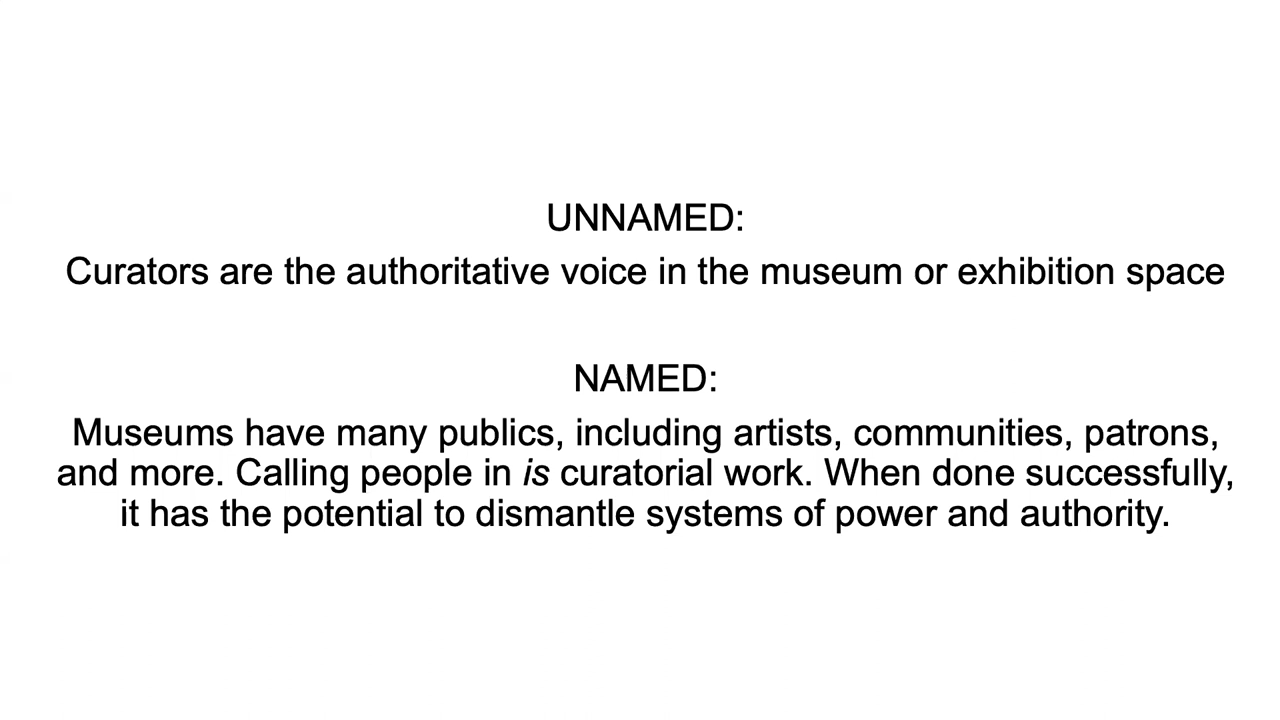 UNNAMED:
Curators are the authoritative voice in the museum or exhibition space
NAMED:
Museums have many publics, including artists, communities, patrons,
and more. Calling people in is curatorial work. When done successfully,
it has the potential to dismantle systems of power and authority.